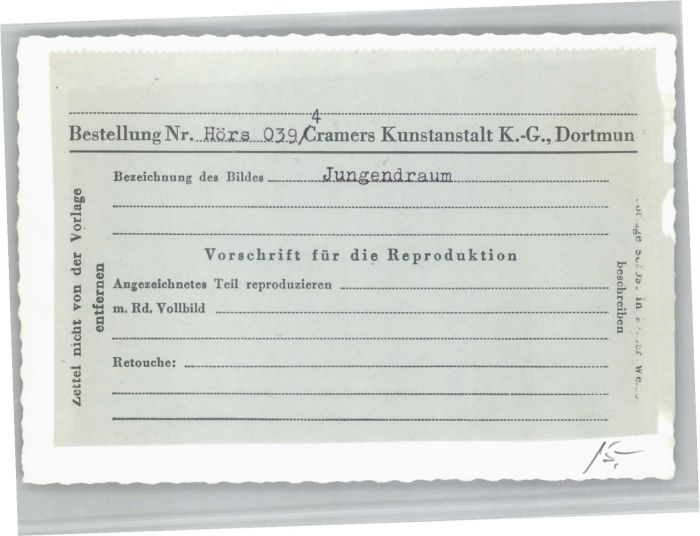 4
Bestellung Nr. Hörs 039/ Cramers Kunstanstalt K.-G., Dortmun
Bezeichnung des Bildes Jungendraum
Vorschrift für die Reproduktion
Angezeichnetes Teil reproduzieren
m. Rd. Vollbild
Retouche:
Zettel nicht von der Vorlage
entfernen
beschreiben
15,-